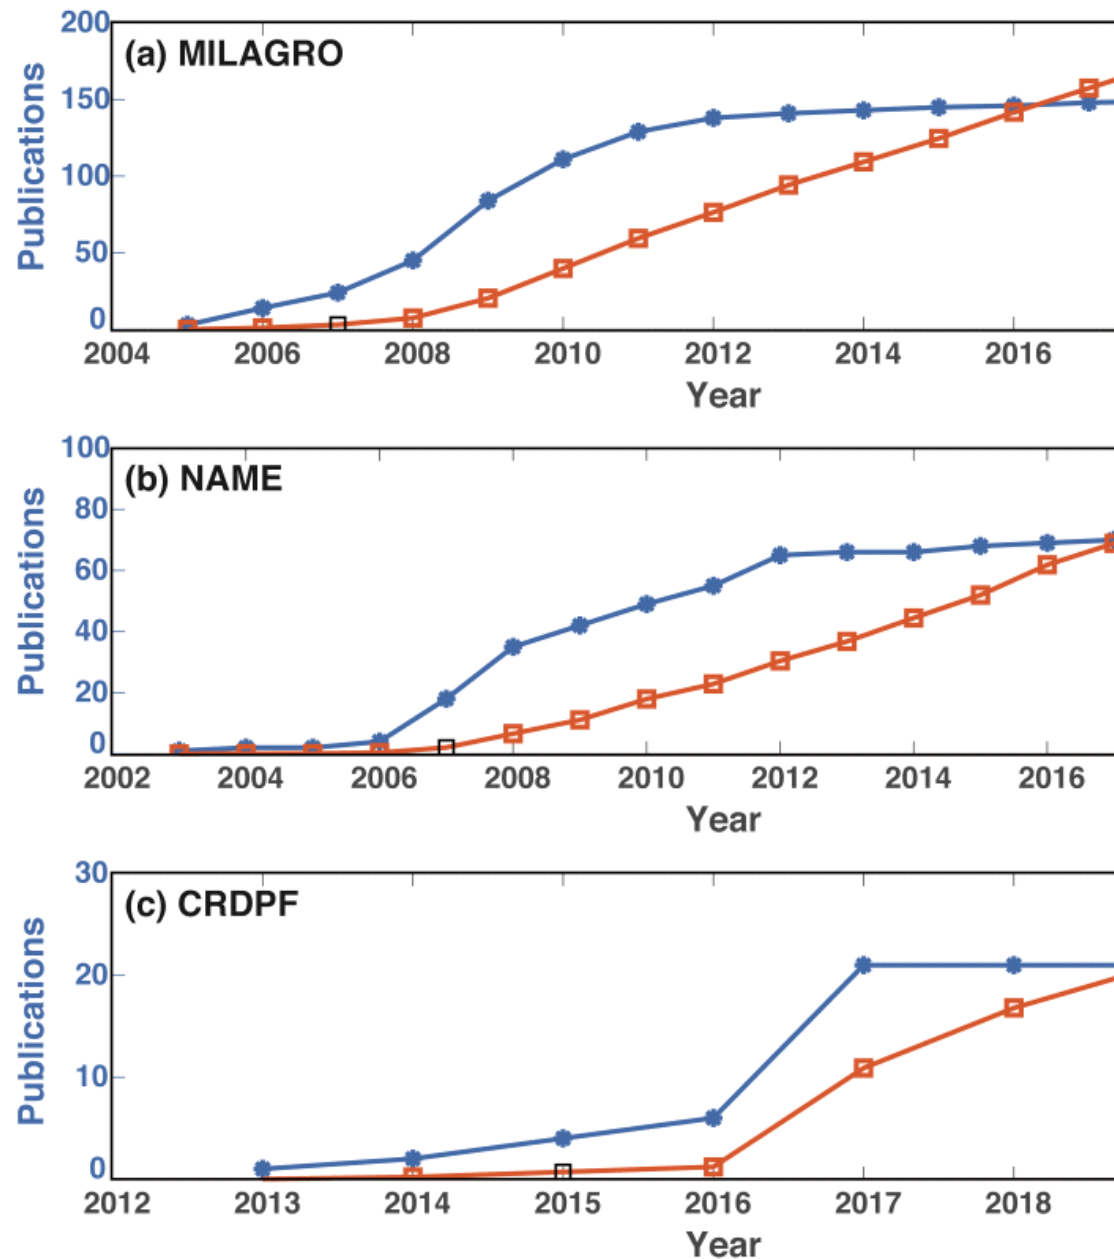 200
(a) MILAGRO
150
100
50
0
Publications
2004 2006 2008 2010 2012 2014 2016
Year
100
(b) NAME
80
60
40
20
0
Publications
2002 2004 2006 2008 2010 2012 2014 2016
Year
30
(c) CRDPF
20
10
0
Publications
2012 2013 2014 2015 2016 2017 2018
Year